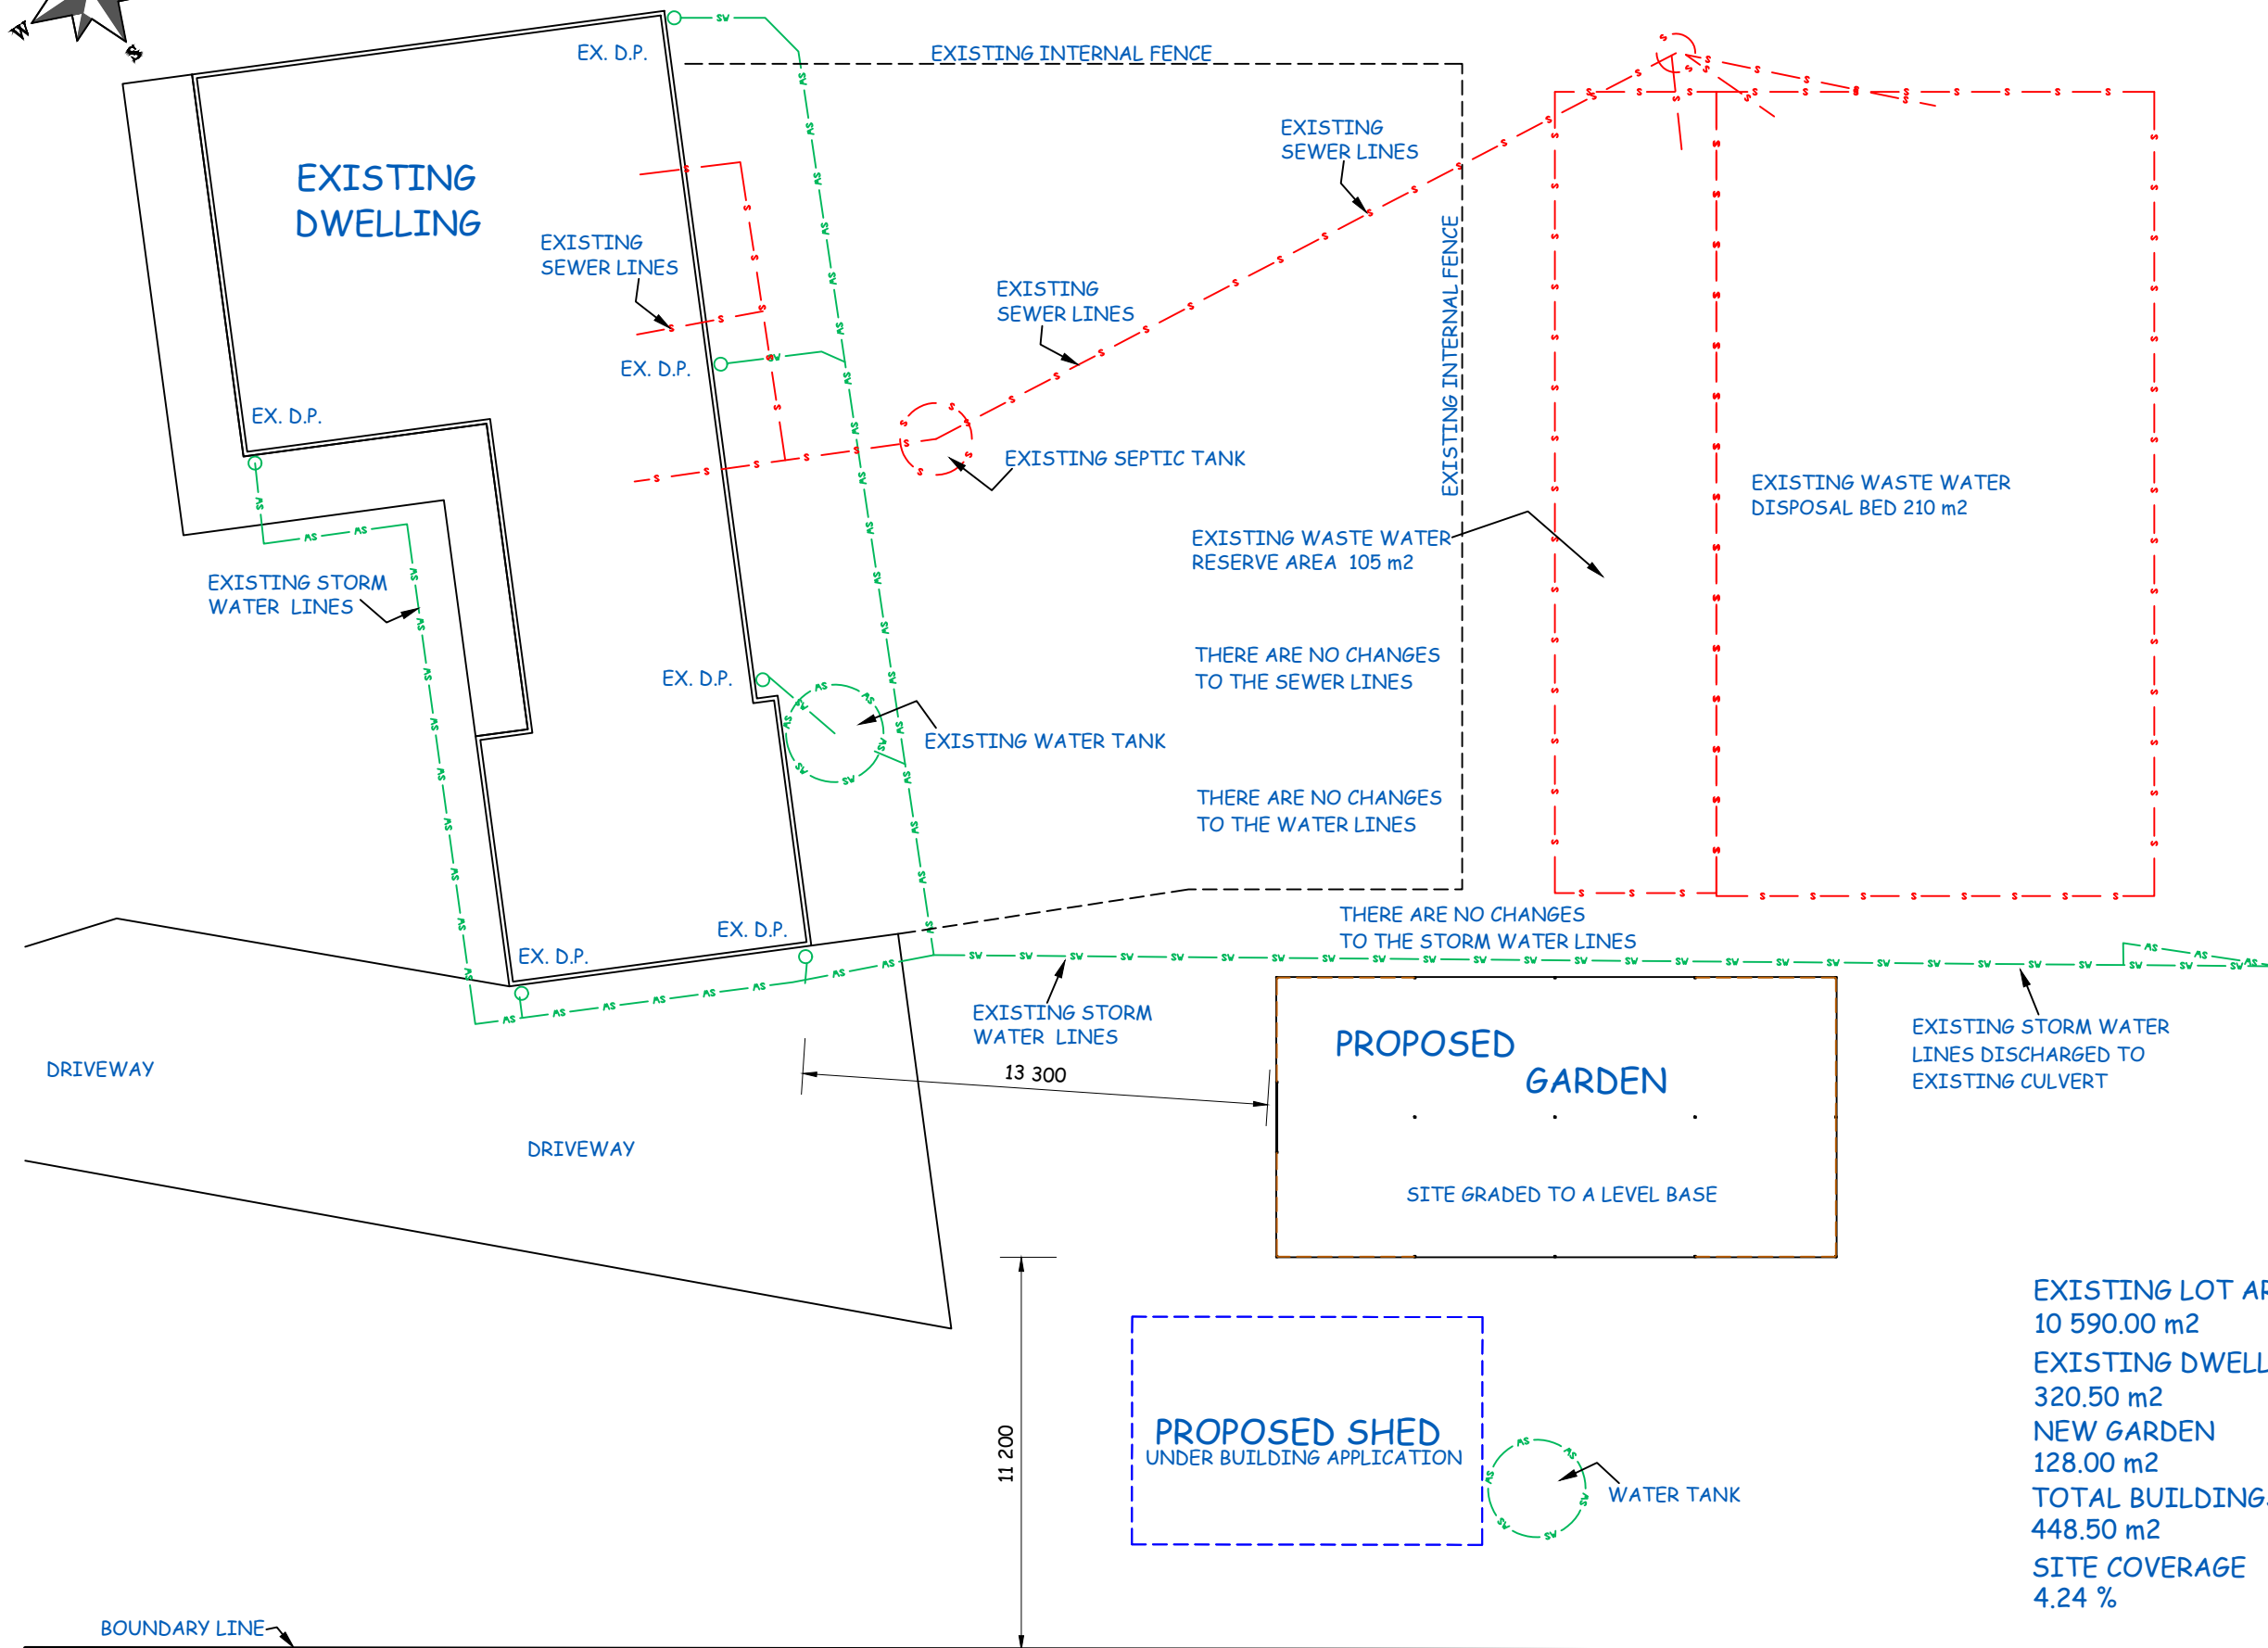 W
S
EX. D.P.
EXISTING INTERNAL FENCE
EXISTING
DWELLING
EXISTING
SEWER LINES
EXISTING
SEWER LINES
EXISTING
SEWER LINES
EXISTING INTERNAL FENCE
EX. D.P.
EX. D.P.
EXISTING SEPTIC TANK
EXISTING WASTE WATER
DISPOSAL BED 210 m2
EXISTING WASTE WATER
RESERVE AREA 105 m2
EXISTING STORM
WATER LINES
THERE ARE NO CHANGES
TO THE SEWER LINES
EX. D.P.
EXISTING WATER TANK
THERE ARE NO CHANGES
TO THE WATER LINES
THERE ARE NO CHANGES
TO THE STORM WATER LINES
EX. D.P.
EX. D.P.
EXISTING STORM
WATER LINES
EXISTING STORM WATER
LINES DISCHARGED TO
EXISTING CULVERT
PROPOSED
GARDEN
DRIVEWAY
13 300
DRIVEWAY
SITE GRADED TO A LEVEL BASE
11 200
PROPOSED SHED
UNDER BUILDING APPLICATION
WATER TANK
EXISTING LOT
10 590.00 m2
EXISTING
320.50 m2
NEW GARDEN
128.00 m2
TOTAL
448.50 m2
SITE COVERAGE
4.24 %
BOUNDARY LINE